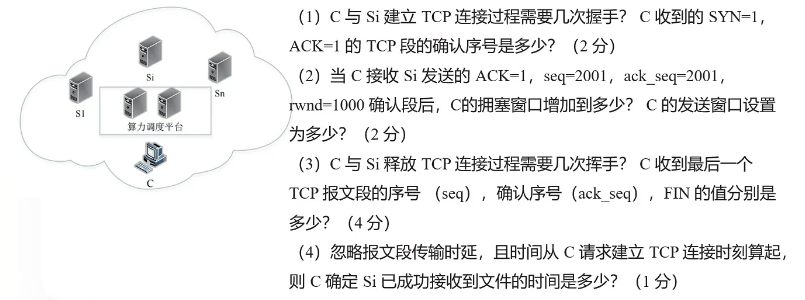 Si
Sn
S1
算力调度平台
C
（1）C 与 Si 建立 TCP 连接过程需要几次握手？ C 收到的 SYN=1，
ACK=1 的 TCP 段的确认序号是多少？（2 分）
（2）当 C 接收 Si 发送的 ACK=1，seq=2001，ack_seq=2001，
rwnd=1000 确认段后，C的拥塞窗口增加到多少？ C 的发送窗口设置
为多少？（2 分）
（3）C 与 Si 释放 TCP 连接过程需要几次挥手？ C 收到最后一个
TCP 报文段的序号 （seq），确认序号（ack_seq），FIN 的值分别是
多少？（4 分）
（4）忽略报文段传输时延，且时间从 C 请求建立 TCP 连接时刻算起，
则 C 确定 Si 已成功接收到文件的时间是多少？（1 分）